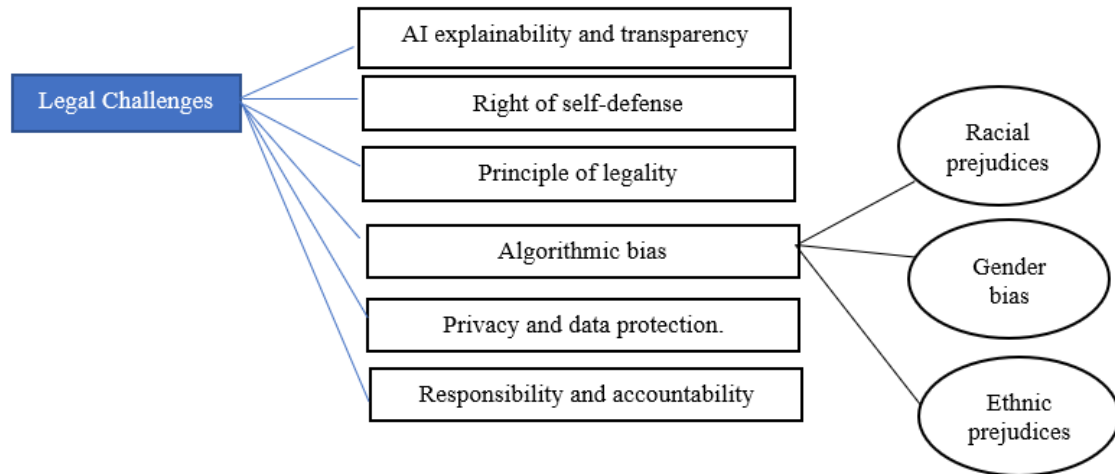 Legal Challenges
AI explainability and transparency
Right of self-defense
Principle of legality
Algorithmic bias
Privacy and data protection.
Responsibility and accountability
Racial
prejudices
Gender
bias
Ethnic
prejudices